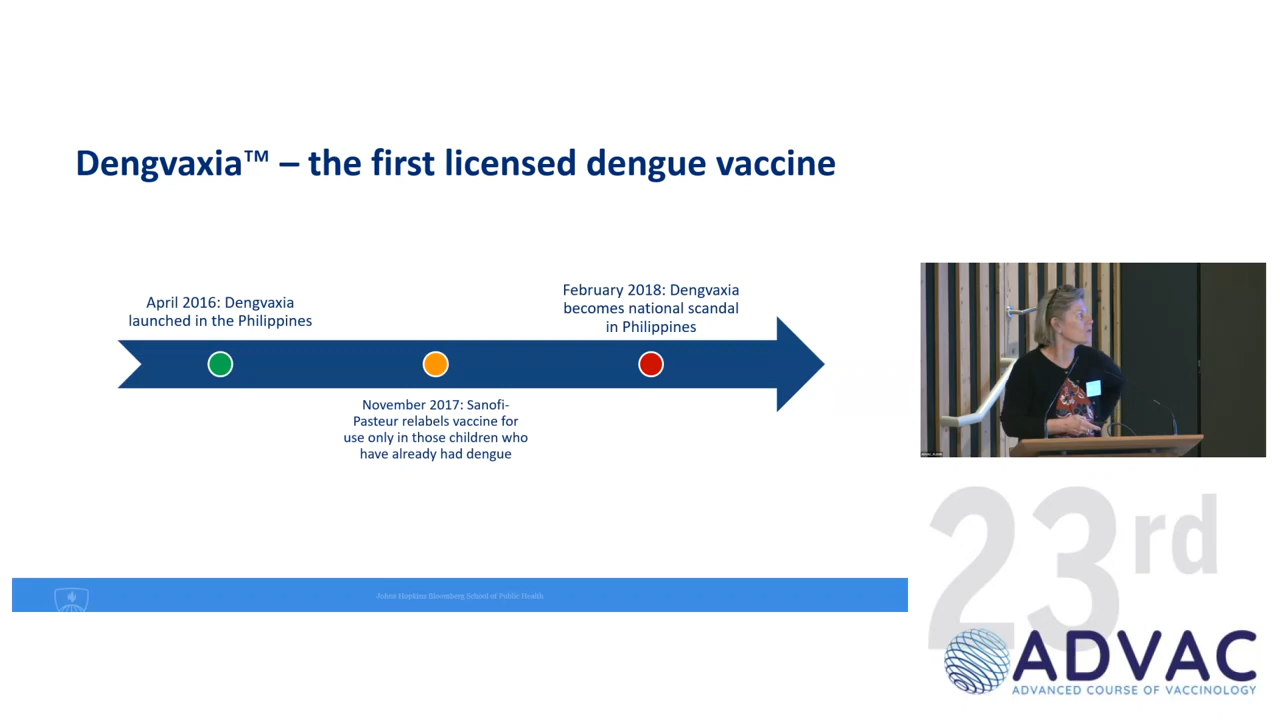 Dengvaxia™ – the first licensed dengue vaccine
April 2016: Dengvaxia
launched in the Philippines
February 2018: Dengvaxia
becomes national scandal
in Philippines
November 2017: Sanofi-
Pasteur relabels vaccine for
use only in those children who
have already had dengue
Johns Hopkins Bloomberg School of Public Health
23rd
ADVAC
ADVANCED COURSE OF VACCINOLOGY